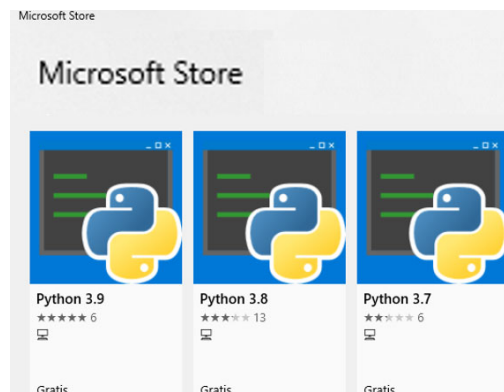 Microsoft Store
Microsoft Store
Python 3.9
6
Python 3.8
13
Python 3.7
6
Gratis
Gratis
Gratis